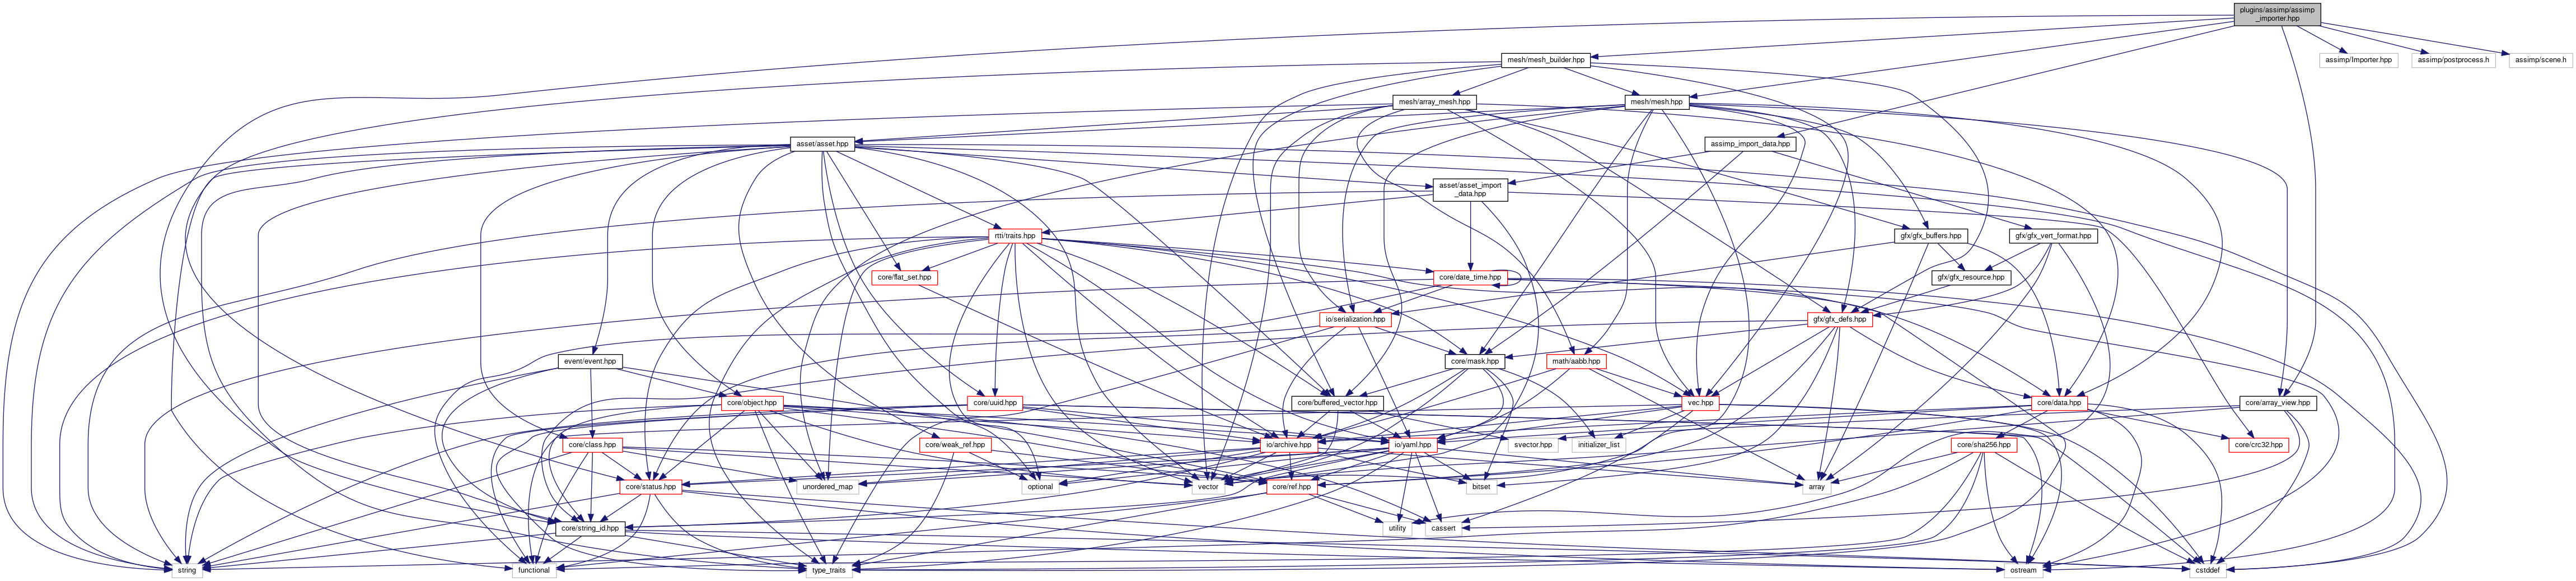 plugins/assimp/assimp
_importer.hpp
mesh/mesh_builder.hpp
assimp/Importer.hpp
assimp/postprocess.h
assimp/scene.h
mesh/array_mesh.hpp
mesh/mesh.hpp
asset/asset.hpp
assimp_import_data.hpp
asset/asset_import
_data.hpp
rtti/traits.hpp
gfx/gfx_buffers.hpp
gfx/gfx_vert_format.hpp
core/flat_set.hpp
core/date_time.hpp
gfx/gfx_resource.hpp
io/serialization.hpp
gfx/gfx_defs.hpp
event/event.hpp
core/mask.hpp
math/aabb.hpp
core/object.hpp
core/uuid.hpp
core/buffered_vector.hpp
vec.hpp
core/data.hpp
core/array_view.hpp
core/class.hpp
core/weak_ref.hpp
io/archive.hpp
io/yaml.hpp
svector.hpp
initializer_list
core/sha256.hpp
core/crc32.hpp
core/status.hpp
unordered_map
optional
vector
core/ref.hpp
bitset
array
core/string_id.hpp
utility
cassert
string
functional
type_traits
ostream
cstddef